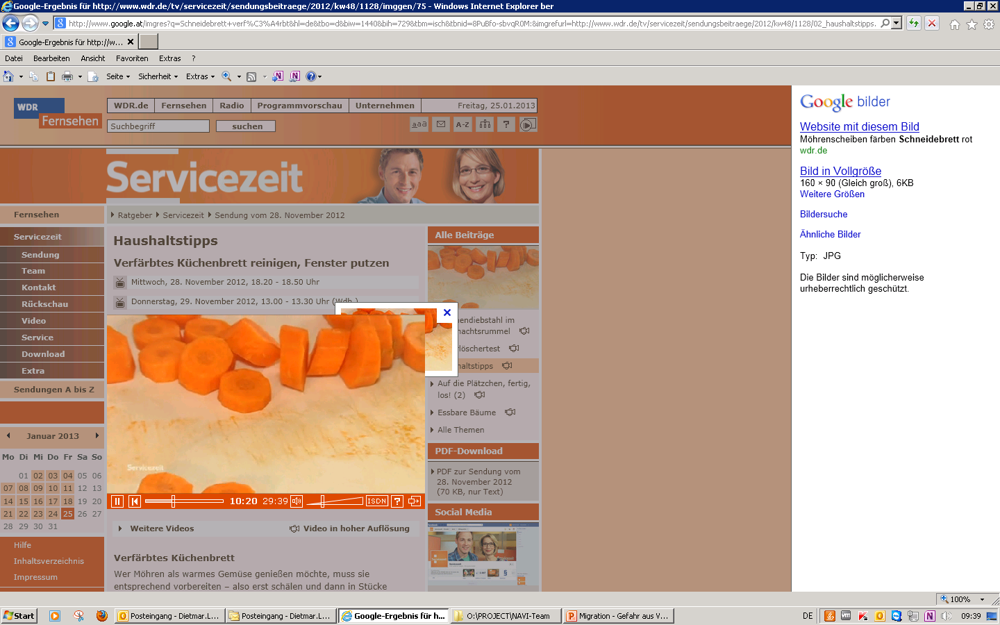 Google-Ergebnis für http://www.wdr.de/tv/servicezeit/sendungsbeitraege/2012/kw48/1128/imggen/75 - Windows Internet Explorer ber
http://www.google.at/imgres?q=Schneidebrett+verf%C3%A4rbt&hl=de&tbo=d&biw=1440&bih=729&tbm=isch&tbnid=8PuBfo-sbvqR0M:&imgrefurl=http://www.wdr.de/tv/servicezeit/sendungsbeitraege/2012/kw48/1128/02_haushaltstipps.
Google-Ergebnis für http://w...
Datei Bearbeiten Ansicht Favoriten Extras ?
Seite Sicherheit Extras
WDR
Fernsehen
WDR.de Fernsehen Radio Programmvorschau Unternehmen Freitag, 25.01.2013
Suchbegriff suchen aaa A-Z ?
Servicezeit
Fernsehen
Servicezeit
Sendung
Team
Kontakt
Rückschau
Video
Service
Download
Extra
Sendungen A bis Z
Januar 2013
Mo Di Mi Do Fr Sa So
01 02 03 04 05 06
07 08 09 10 11 12 13
14 15 16 17 18 19 20
21 22 23 24 25 26 27
28 29 30 31
Hilfe
Inhaltsverzeichnis
Impressum
Ratgeber Servicezeit Sendung vom 28. November 2012
Haushaltstipps
Verfärbtes Küchenbrett reinigen, Fenster putzen
Mittwoch, 28. November 2012, 18.20 - 18.50 Uhr
Donnerstag, 29. November 2012, 13.00 - 13.30 Uhr (Wdh.)
Servicezeit
10:20 29:39 ISDN ?
Weitere Videos Video in hoher Auflösung
Verfärbtes Küchenbrett
Wer Möhren als warmes Gemüse genießen möchte, muss sie
entsprechend vorbereiten – also erst schälen und dann in Stücke
Alle Beiträge
endiebstahl im
nachtsrummel
löschertest
haltstipps
Auf die Plätzchen, fertig,
los! (2)
Essbare Bäume
Alle Themen
PDF-Download
PDF zur Sendung vom
28. November 2012
(70 KB, nur Text)
Social Media
Google bilder
Website mit diesem Bild
Möhrenscheiben färben Schneidebrett rot
wdr.de
Bild in Vollgröße
160 × 90 (Gleich groß), 6KB
Weitere Größen
Bildersuche
Ähnliche Bilder
Typ: JPG
Die Bilder sind möglicherweise
urheberrechtlich geschützt.
100%
Start Posteingang - Dietmar.L... Posteingang - Dietmar.L... Google-Ergebnis für h... O:\PROJECT\NAVI-Team Migration - Gefahr aus V... DE 09:39